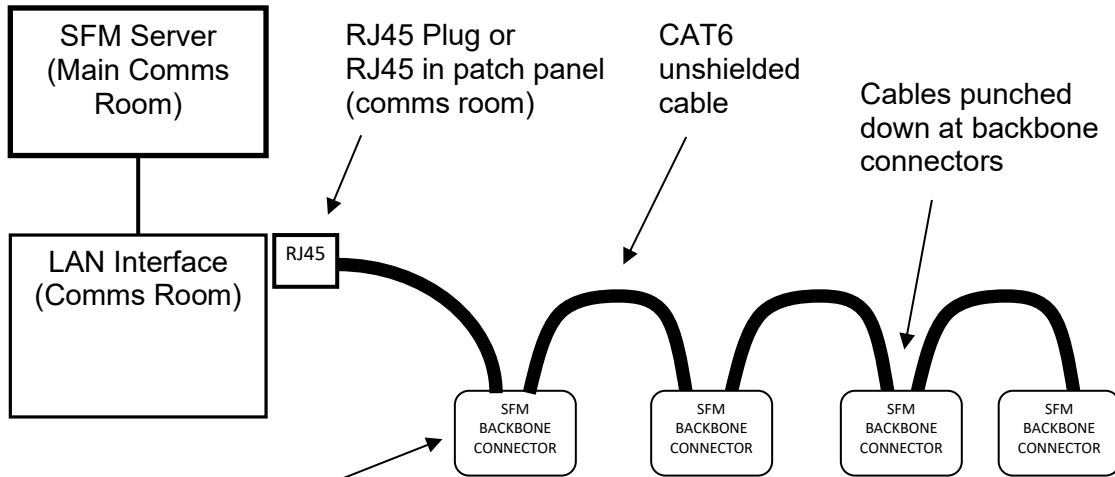 SFM Server
(Main Comms
Room)
RJ45 Plug or
RJ45 in patch panel
(comms room)
CAT6
unshielded
cable
Cables punched
down at backbone
connectors
LAN Interface
(Comms Room)
RJ45
SFM
BACKBONE
CONNECTOR
SFM
BACKBONE
CONNECTOR
SFM
BACKBONE
CONNECTOR
SFM
BACKBONE
CONNECTOR